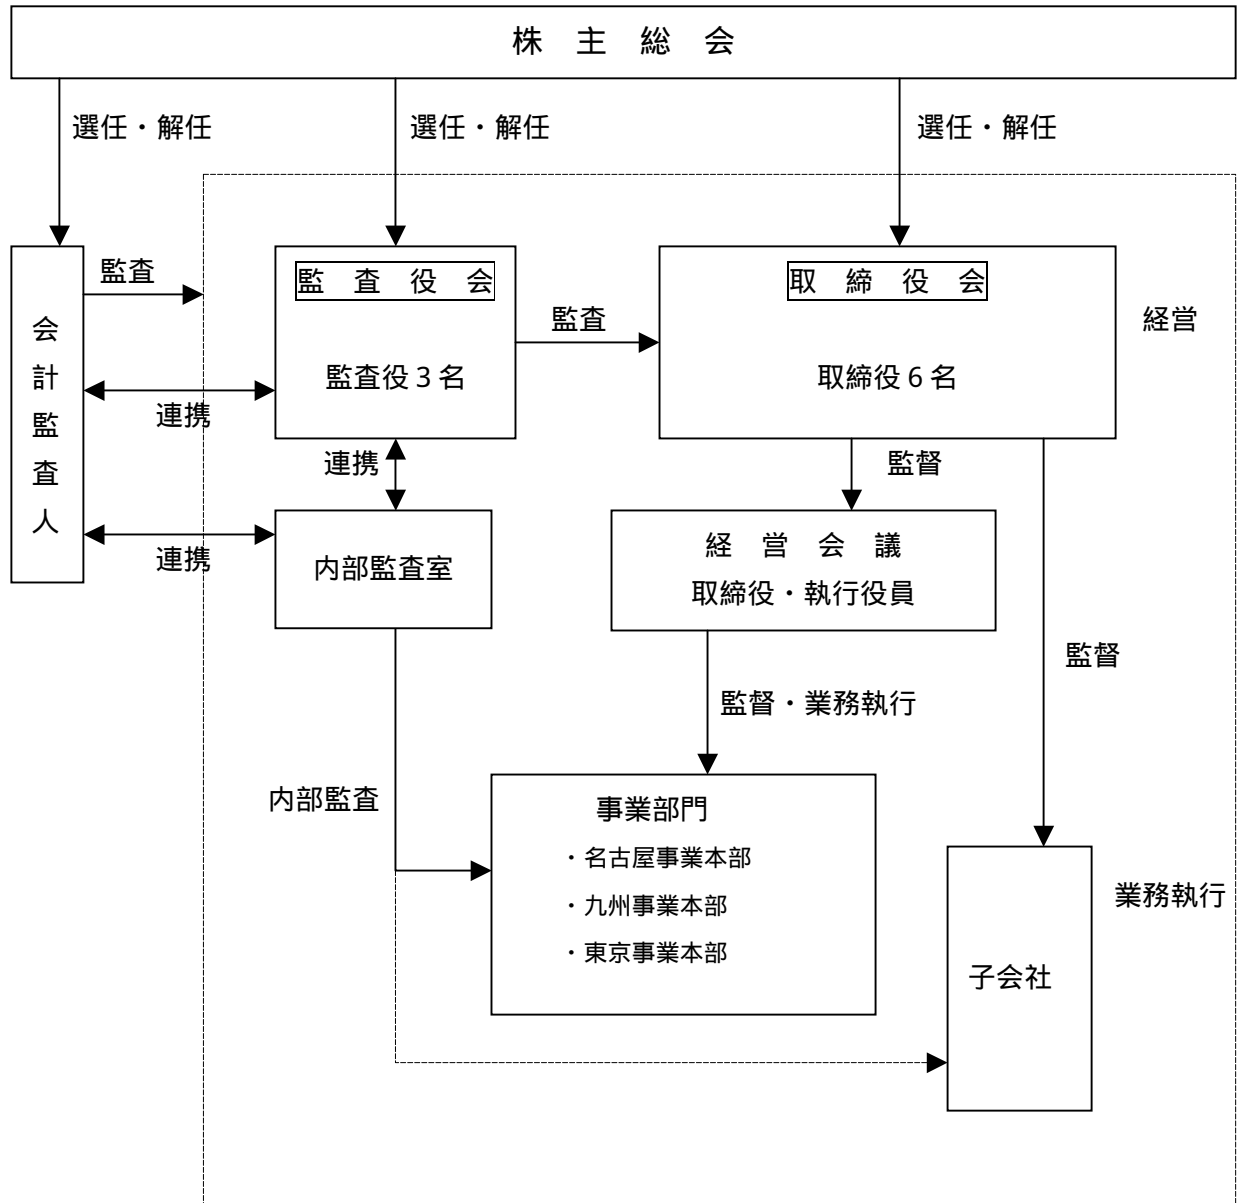 株 主 総 会
選任・解任
選任・解任
選任・解任
会計監査人
監査
監 査 役 会
監査役3名
監査
取 締 役 会
取締役6名
経営
連携
連携
監督
連携
内部監査室
経 営 会 議
取締役・執行役員
監督
監督・業務執行
内部監査
事業部門
・名古屋事業本部
・九州事業本部
・東京事業本部
業務執行
子会社